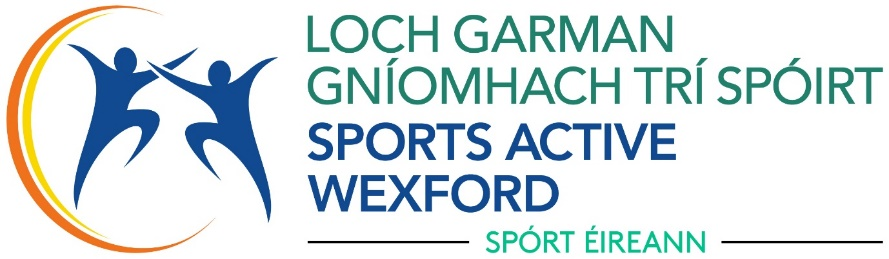 LOCH GARMAN
GNÍOMHACH TRÍ SPÓIRT
SPORTS ACTIVE
WEXFORD
SPÓRT ÉIREANN